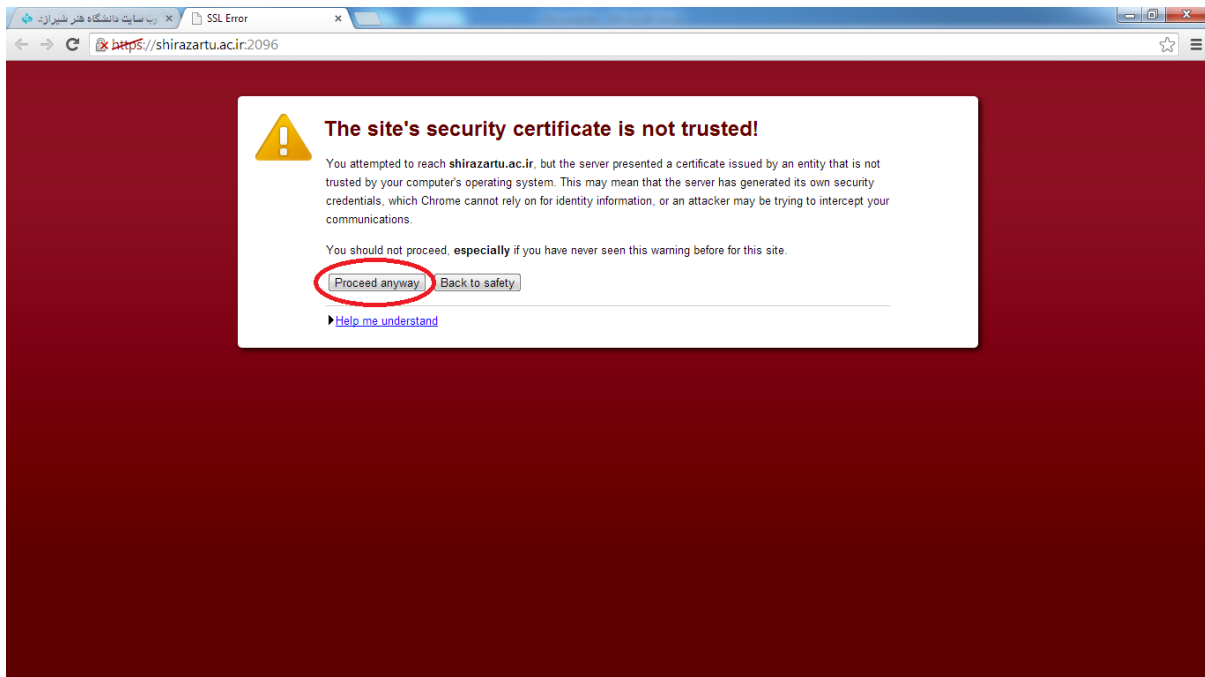 وب سایت دانشگاه هنر شیراز:
SSL Error
https://shirazartu.ac.ir:2096
The site's security certificate is not trusted!
You attempted to reach shirazartu.ac.ir, but the server presented a certificate issued by an entity that is not
trusted by your computer's operating system. This may mean that the server has generated its own security
credentials, which Chrome cannot rely on for identity information, or an attacker may be trying to intercept your
communications.
You should not proceed, especially if you have never seen this warning before for this site.
Proceed anyway Back to safety
Help me understand